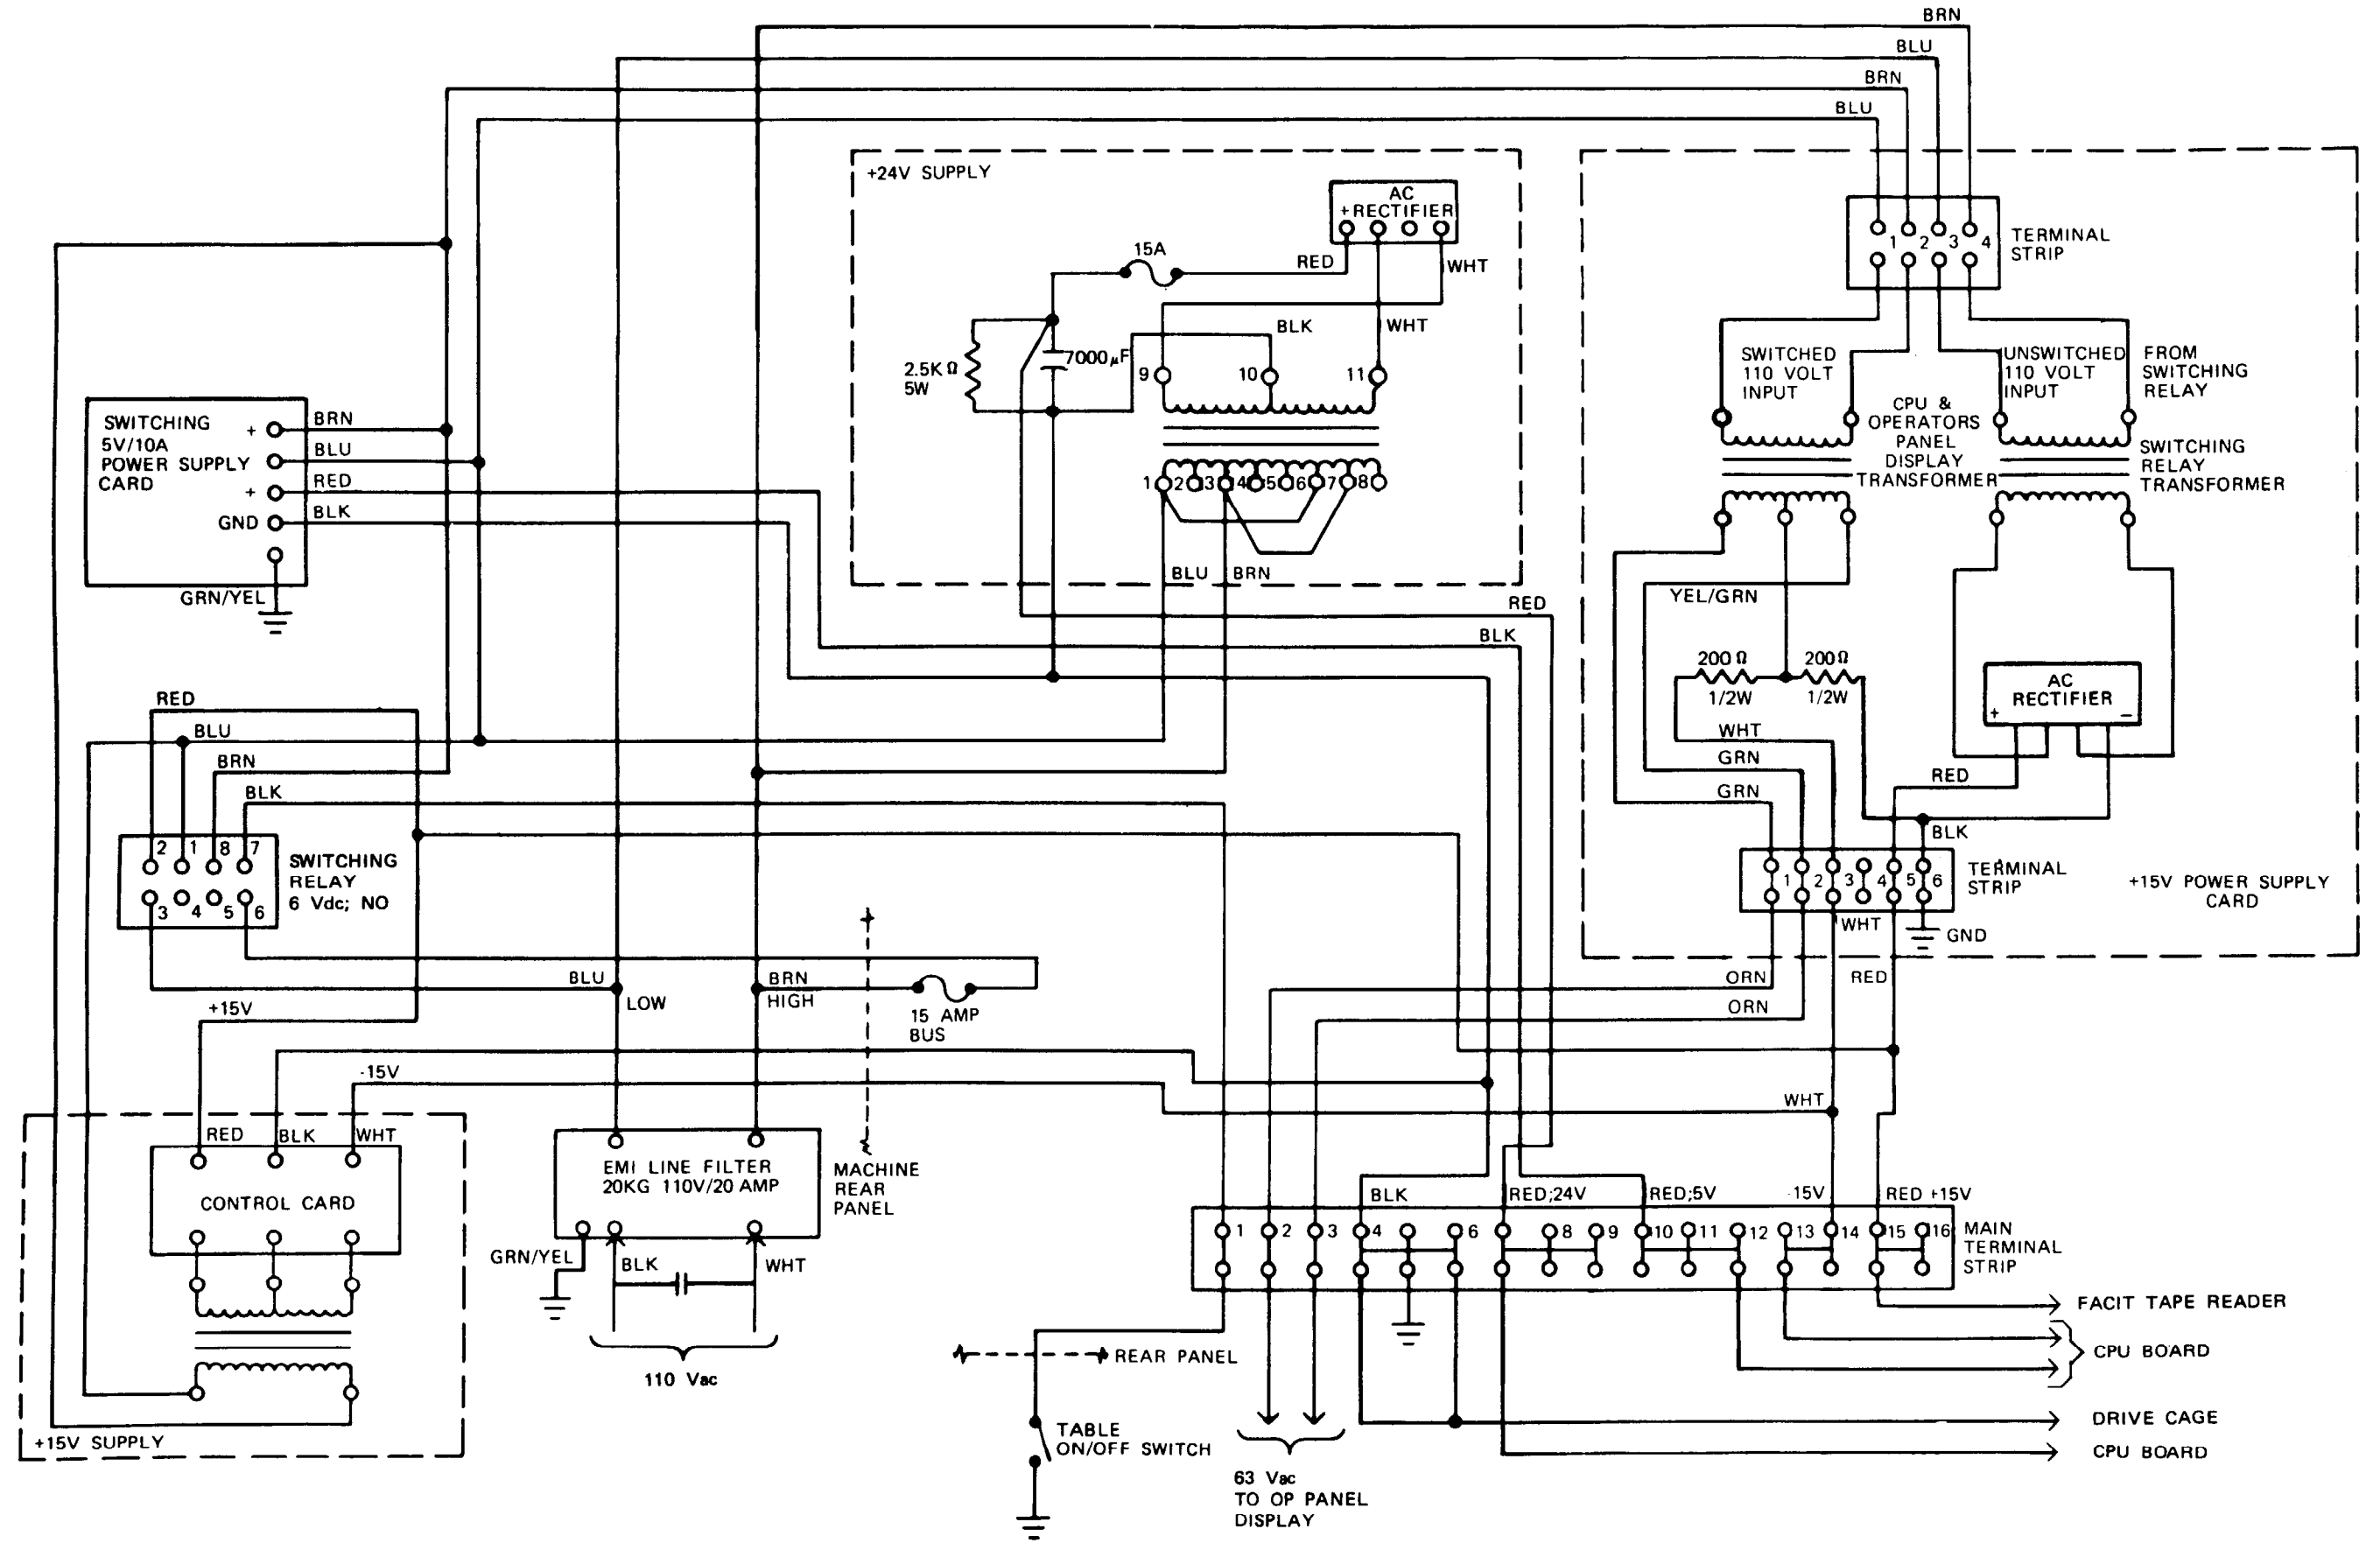 BRN
BLU
BRN
BLU
+24V SUPPLY
AC
+ RECTIFIER
15A
RED
WHT
BLK
WHT
7000µF
2.5KΩ
5W
9
10
11
1 2 3 4 5 6 7 8
BLU
BRN
1 2 3 4
TERMINAL
STRIP
SWITCHED
110 VOLT
INPUT
UNSWITCHED
110 VOLT
INPUT
FROM
SWITCHING
RELAY
CPU &
OPERATORS
PANEL
DISPLAY
TRANSFORMER
SWITCHING
RELAY
TRANSFORMER
SWITCHING
5V/10A
POWER SUPPLY
CARD
+
+
GND
BRN
BLU
RED
BLK
GRN/YEL
RED
BLK
YEL/GRN
200Ω
1/2W
200Ω
1/2W
WHT
GRN
GRN
AC
RECTIFIER
+
−
RED
BLK
1 2 3 4 5 6
TERMINAL
STRIP
+15V POWER SUPPLY
CARD
WHT
GND
ORN
RED
ORN
RED
BLU
BRN
BLK
2 1 8 7
3 4 5 6
SWITCHING
RELAY
6 Vdc; NO
BLU
LOW
BRN
HIGH
15 AMP
BUS
+15V
-15V
WHT
RED
BLK
WHT
CONTROL CARD
+15V SUPPLY
EMI LINE FILTER
20KG 110V/20 AMP
MACHINE
REAR
PANEL
GRN/YEL
BLK
WHT
110 Vac
BLK
RED;24V
RED;5V
-15V
RED +15V
1 2 3 4 6 8 9 10 11 12 13 14 15 16
MAIN
TERMINAL
STRIP
FACIT TAPE READER
CPU BOARD
REAR PANEL
DRIVE CAGE
CPU BOARD
TABLE
ON/OFF SWITCH
63 Vac
TO OP PANEL
DISPLAY